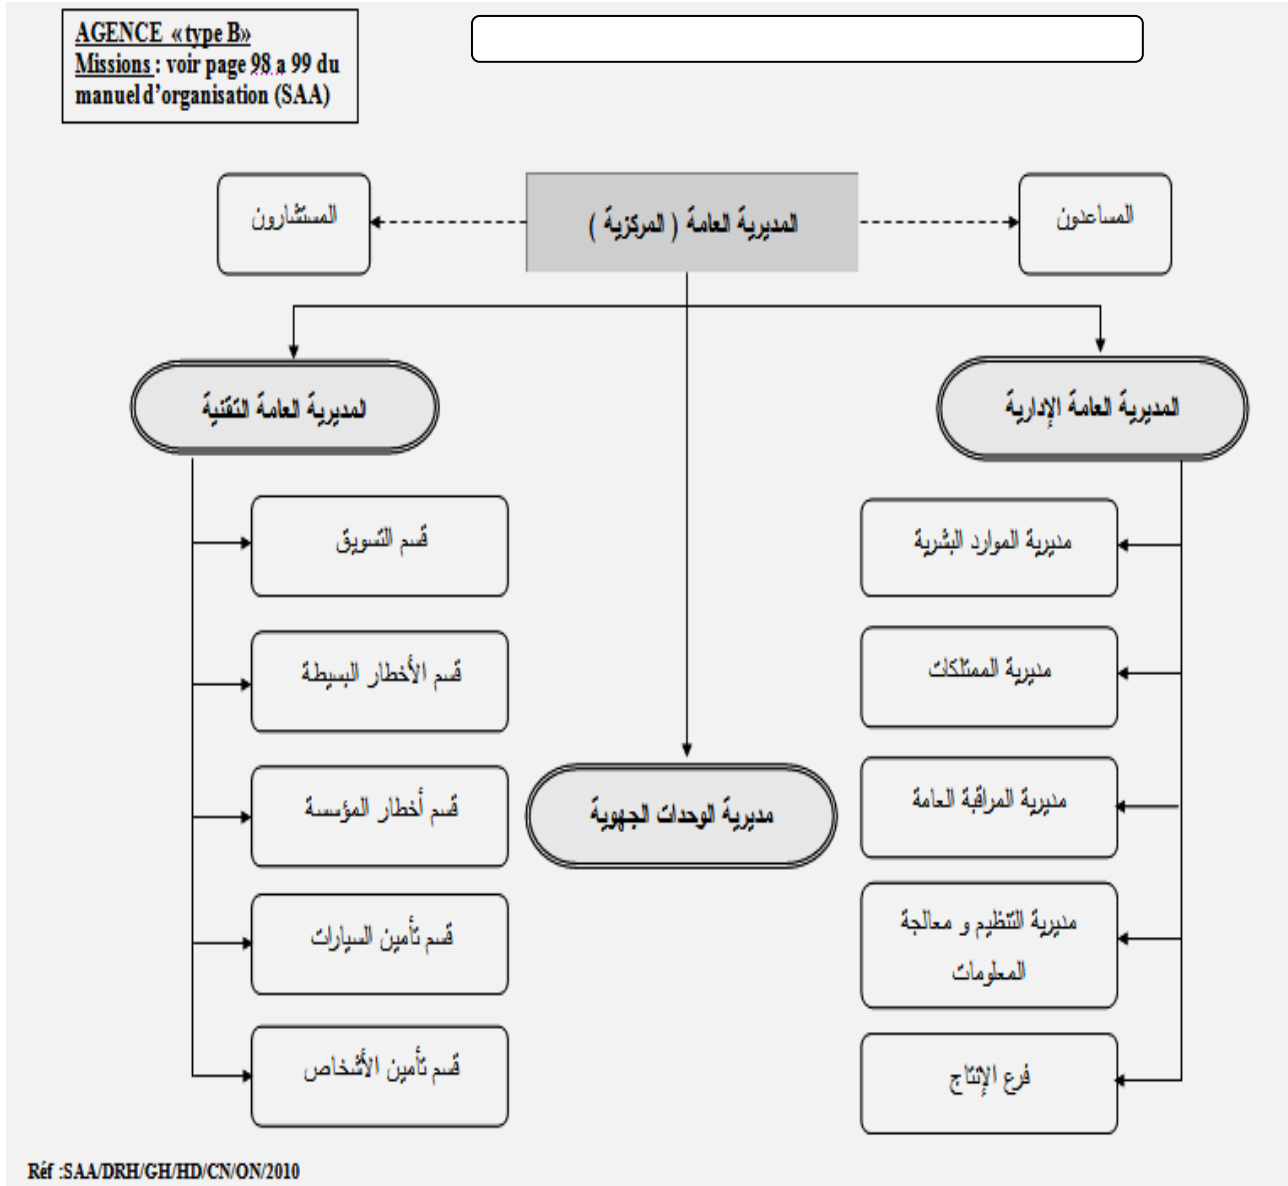 AGENCE «type B»
Missions : voir page 98 a 99 du
manuel d’organisation (SAA)
المساعدون
المديرية العامة ( المركزية )
المستشارون
المديرية العامة الإدارية
المديرية العامة التقنية
مديرية الموارد البشرية
مديرية الممتلكات
مديرية المراقبة العامة
مديرية التنظيم و معالجة
المعلومات
فرع الإنتاج
مديرية الوحدات الجهوية
قسم التسويق
قسم الأخطار البسيطة
قسم أخطار المؤسسة
قسم تأمين السيارات
قسم تأمين الأشخاص
Réf :SAA/DRH/GH/HD/CN/ON/2010